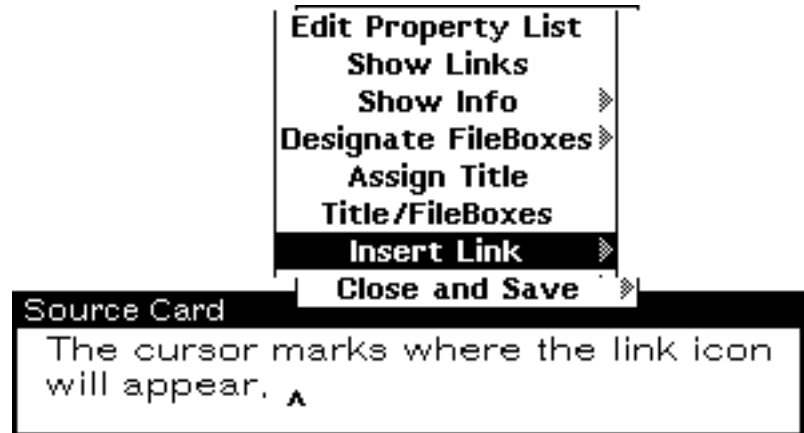 Edit Property List
Show Links
Show Info
Designate FileBoxes
Assign Title
Title/FileBoxes
Insert Link
Close and Save
Source Card
The cursor marks where the link icon
will appear.